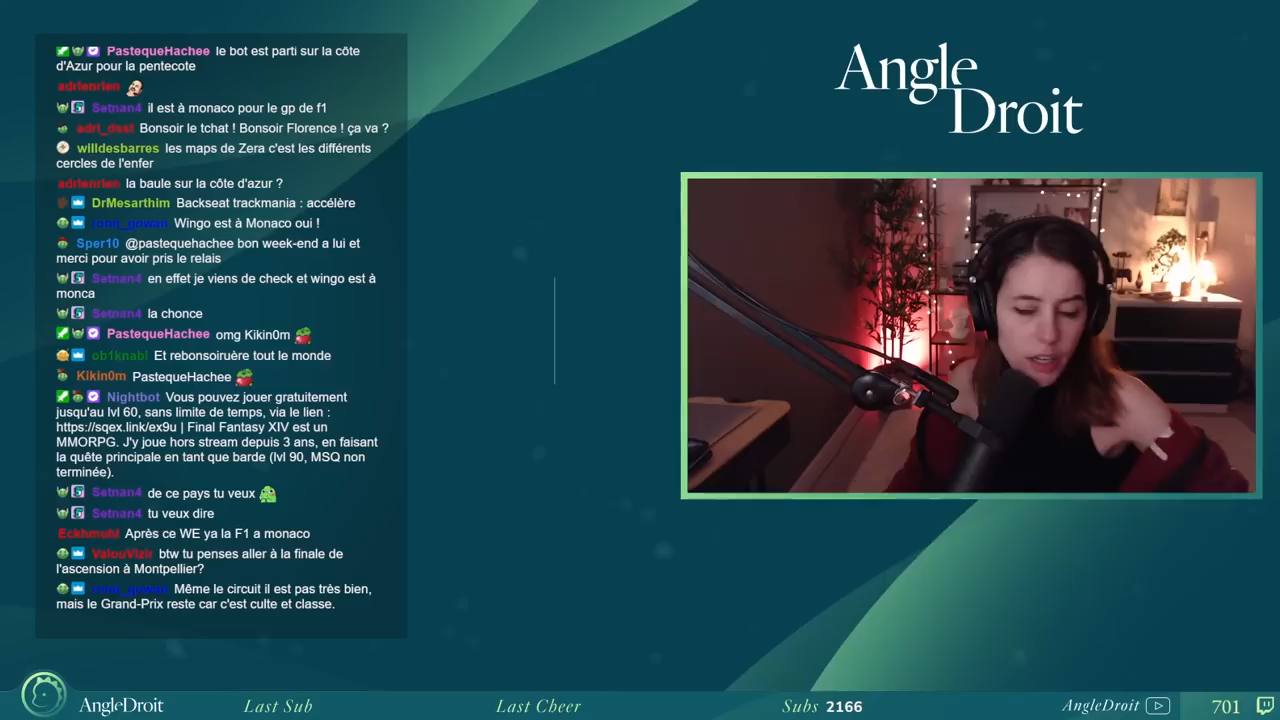 PastequeHachee le bot est parti sur la côte
d'Azur pour la pentecote
adrienrien
Setnan4 il est à monaco pour le gp de f1
adri_dsst Bonsoir le tchat ! Bonsoir Florence ! ça va ?
willdesbarres les maps de Zera c'est les différents
cercles de l'enfer
adrienrien la baule sur la côte d'azur ?
DrMesarthim Backseat trackmania : accélère
Wingo est à Monaco oui !
Sper10 @pastequehachee bon week-end a lui et
merci pour avoir pris le relais
Setnan4 en effet je viens de check et wingo est à
monca
Setnan4 la chonce
PastequeHachee omg Kikin0m
ob1knabl Et rebonsoiruère tout le monde
Kikin0m PastequeHachee
Nightbot Vous pouvez jouer gratuitement
jusqu'au lvl 60, sans limite de temps, via le lien :
https://sqex.link/ex9u | Final Fantasy XIV est un
MMORPG. J'y joue hors stream depuis 3 ans, en faisant
la quête principale en tant que barde (lvl 90, MSQ non
terminée).
Setnan4 de ce pays tu veux
Setnan4 tu veux dire
Eckhmuhl Après ce WE ya la F1 a monaco
ValouVizir btw tu penses aller à la finale de
l'ascension à Montpellier?
Même le circuit il est pas très bien,
mais le Grand-Prix reste car c'est culte et classe.
Angle
Droit
AngleDroit
Last Sub
Last Cheer
Subs 2166
AngleDroit
701